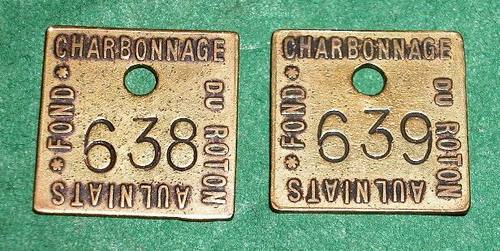 CHARBONNAGE
DU ROTON
AULNIATS
* FOND *
638
CHARBONNAGE
DU ROTON
AULNIATS
* FOND *
639